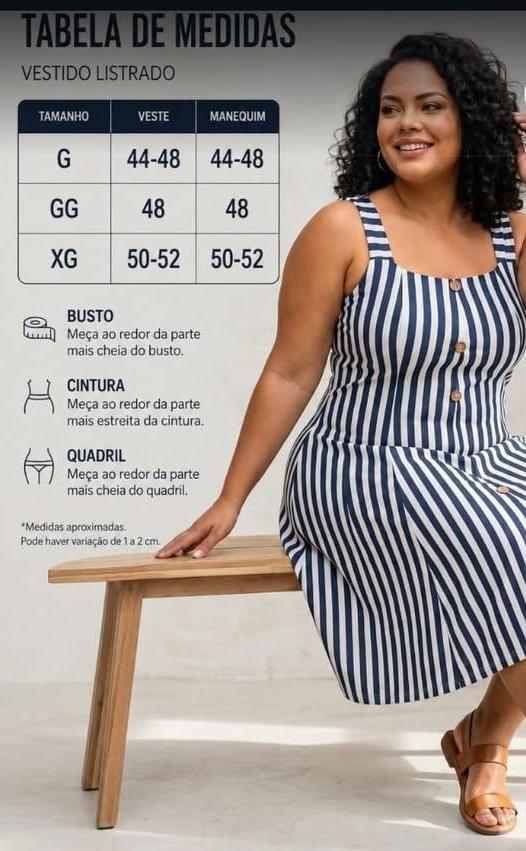 TABELA DE MEDIDAS
VESTIDO LISTRADO
TAMANHO VESTE MANEQUIM
G 44-48 44-48
GG 48 48
XG 50-52 50-52
BUSTO
Meça ao redor da parte
mais cheia do busto.
CINTURA
Meça ao redor da parte
mais estreita da cintura.
QUADRIL
Meça ao redor da parte
mais cheia do quadril.
*Medidas aproximadas.
Pode haver variação de 1 a 2 cm.